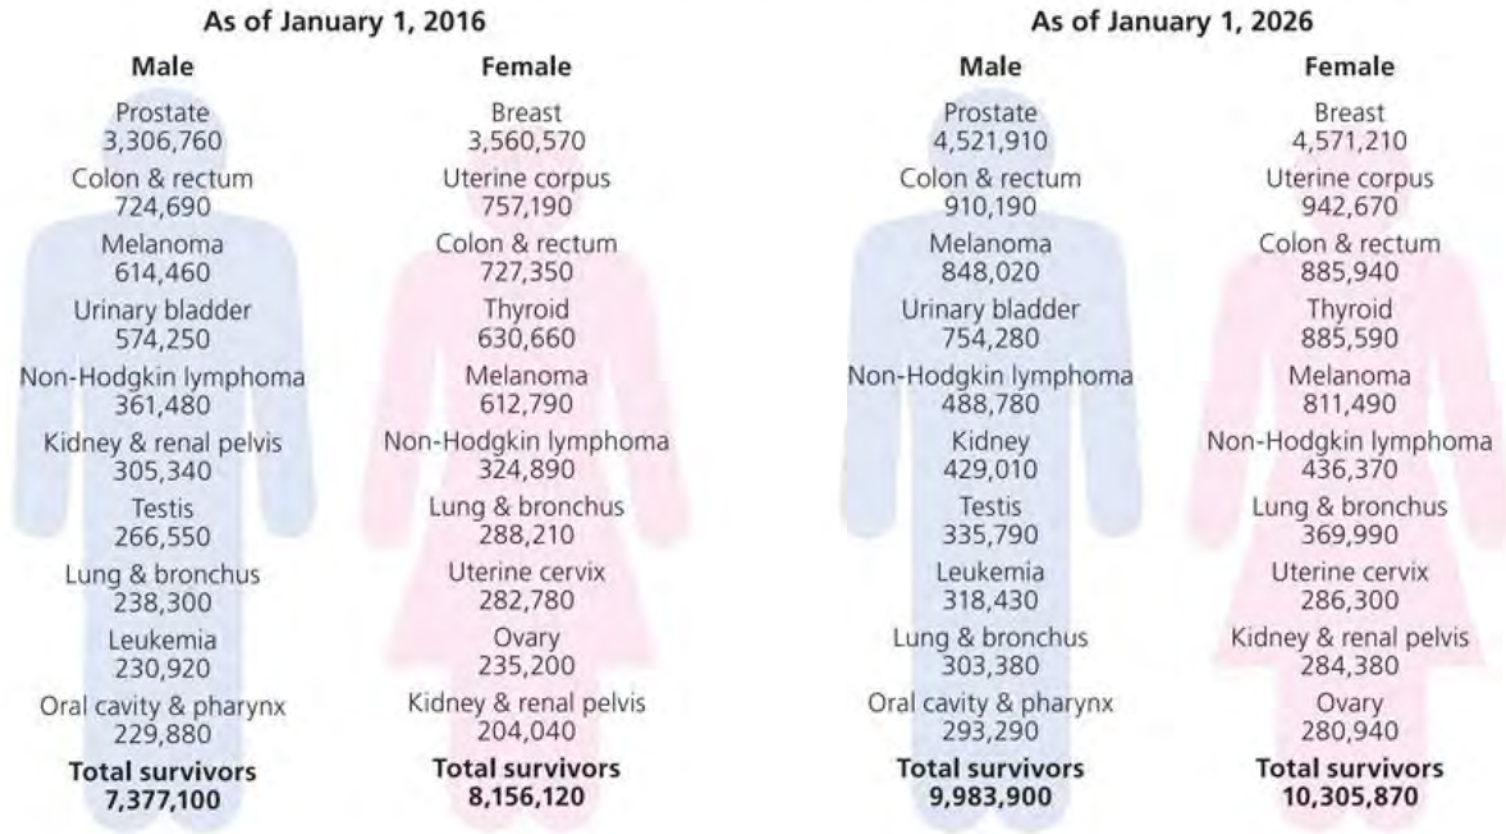 As of January 1, 2016
Male
Prostate
3,306,760
Colon & rectum
724,690
Melanoma
614,460
Urinary bladder
574,250
Non-Hodgkin lymphoma
361,480
Kidney & renal pelvis
305,340
Testis
266,550
Lung & bronchus
238,300
Leukemia
230,920
Oral cavity & pharynx
229,880
Total survivors
7,377,100
Female
Breast
3,560,570
Uterine corpus
757,190
Colon & rectum
727,350
Thyroid
630,660
Melanoma
612,790
Non-Hodgkin lymphoma
324,890
Lung & bronchus
288,210
Uterine cervix
282,780
Ovary
235,200
Kidney & renal pelvis
204,040
Total survivors
8,156,120
As of January 1, 2026
Male
Prostate
4,521,910
Colon & rectum
910,190
Melanoma
848,020
Urinary bladder
754,280
Non-Hodgkin lymphoma
488,780
Kidney
429,010
Testis
335,790
Leukemia
318,430
Lung & bronchus
303,380
Oral cavity & pharynx
293,290
Total survivors
9,983,900
Female
Breast
4,571,210
Uterine corpus
942,670
Colon & rectum
885,940
Thyroid
885,590
Melanoma
811,490
Non-Hodgkin lymphoma
436,370
Lung & bronchus
369,990
Uterine cervix
286,300
Kidney & renal pelvis
284,380
Ovary
280,940
Total survivors
10,305,870